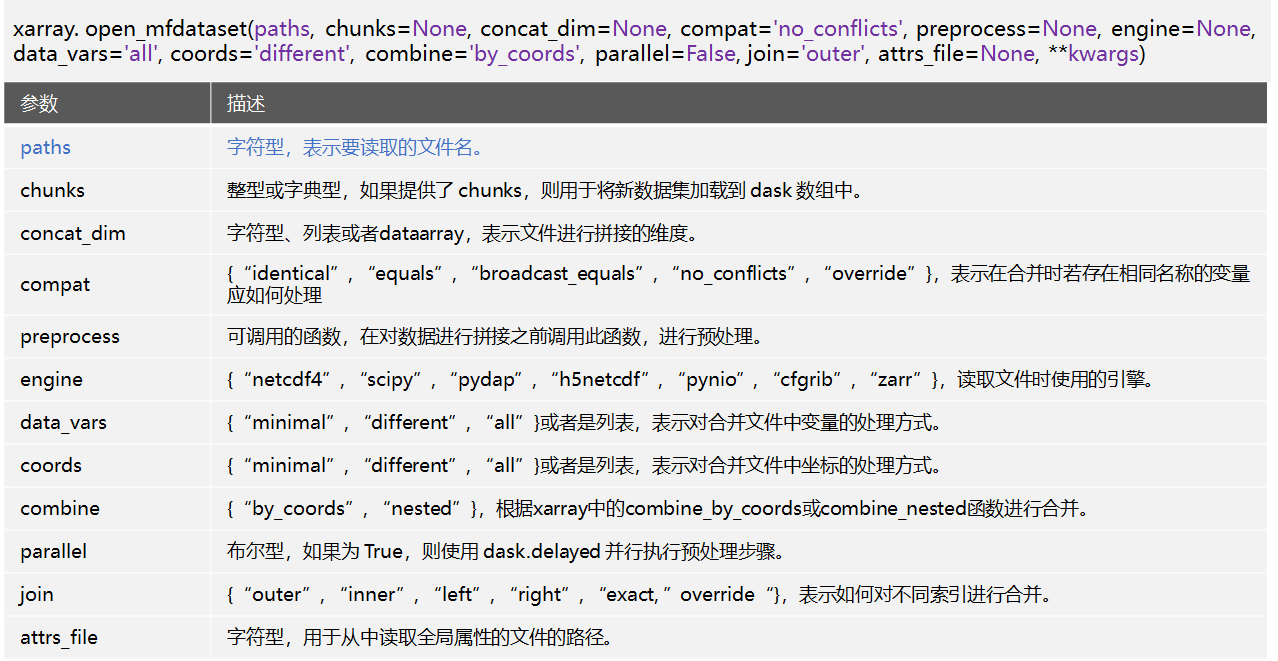 xarray. open_mfdataset(paths, chunks=None, concat_dim=None, compat='no_conflicts', preprocess=None, engine=None,
data_vars='all', coords='different', combine='by_coords', parallel=False, join='outer', attrs_file=None, **kwargs)
参数 描述
paths 字符型，表示要读取的文件名。
chunks 整型或字典型，如果提供了 chunks，则用于将新数据集加载到 dask 数组中。
concat_dim 字符型、列表或者dataarray，表示文件进行拼接的维度。
compat {“identical”, “equals”, “broadcast_equals”, “no_conflicts”, “override”}，表示在合并时若存在相同名称的变量
应如何处理
preprocess 可调用的函数，在对数据进行拼接之前调用此函数，进行预处理。
engine {“netcdf4”, “scipy”, “pydap”, “h5netcdf”, “pynio”, “cfgrib”, “zarr”}，读取文件时使用的引擎。
data_vars {“minimal”, “different”, “all”}或者是列表，表示对合并文件中变量的处理方式。
coords {“minimal”, “different”, “all”}或者是列表，表示对合并文件中坐标的处理方式。
combine {“by_coords”, “nested”}，根据xarray中的combine_by_coords或combine_nested函数进行合并。
parallel 布尔型，如果为 True，则使用 dask.delayed 并行执行预处理步骤。
join {“outer”, “inner”, “left”, “right”, “exact,”override “}，表示如何对不同索引进行合并。
attrs_file 字符型，用于从中读取全局属性的文件的路径。